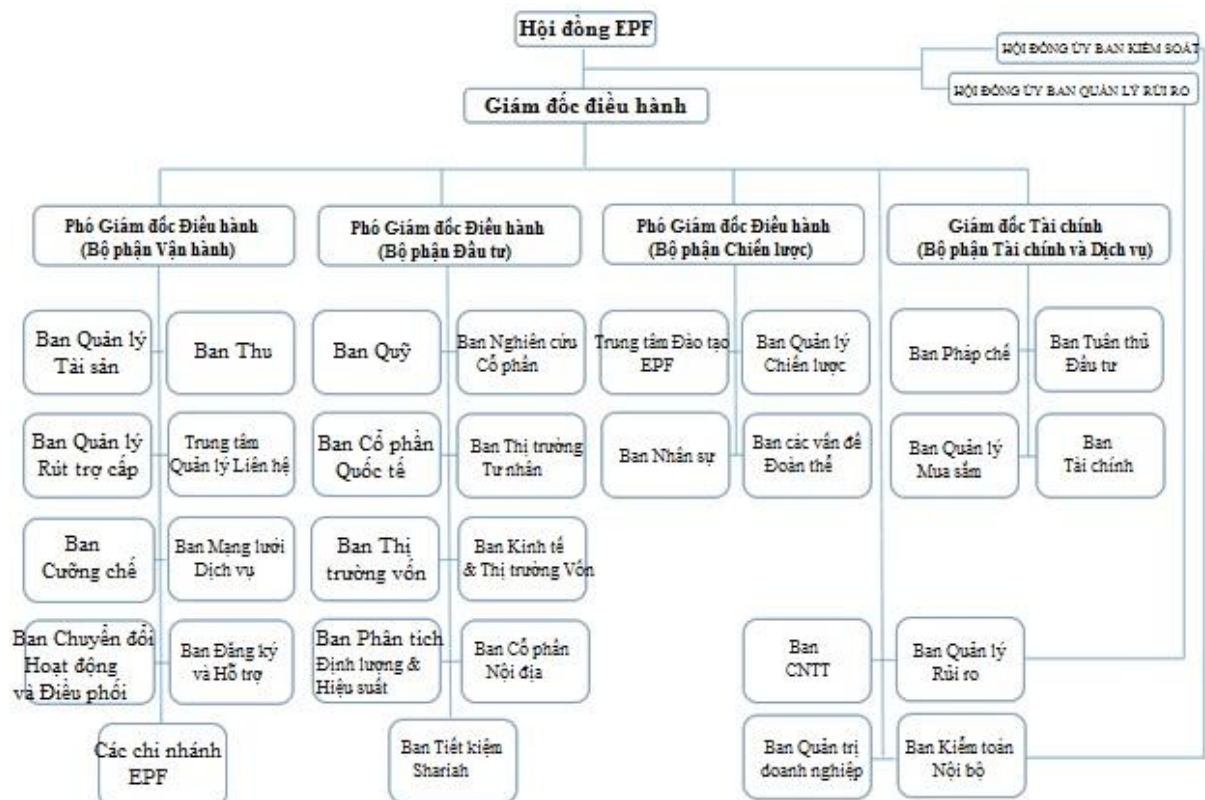 Hội đồng EPF
HỘI ĐỒNG ỦY BAN KIỂM SOÁT
HỘI ĐỒNG ỦY BAN QUẢN LÝ RỦI RO
Giám đốc điều hành
Phó Giám đốc Điều hành
(Bộ phận Vận hành)
Phó Giám đốc Điều hành
(Bộ phận Đầu tư)
Phó Giám đốc Điều hành
(Bộ phận Chiến lược)
Giám đốc Tài chính
(Bộ phận Tài chính và Dịch vụ)
Ban Quản lý
Tài sản
Ban Thu
Ban Quỹ
Ban Nghiên cứu
Cổ phần
Trung tâm Đào tạo
EPF
Ban Quản lý
Chiến lược
Ban Pháp chế
Ban Tuân thủ
Đầu tư
Ban Quản lý
Rút trợ cấp
Trung tâm
Quản lý Liên hệ
Ban Cổ phần
Quốc tế
Ban Thị trường
Tư nhân
Ban Nhân sự
Ban các vấn đề
Đoàn thể
Ban Quản lý
Mua sắm
Ban
Tài chính
Ban
Cưỡng chế
Ban Mạng lưới
Dịch vụ
Ban Thị
trường vốn
Ban Kinh tế
& Thị trường Vốn
Ban Chuyển đổi
Hoạt động
và Điều phối
Ban Đăng ký
và Hỗ trợ
Ban Phân tích
Định lượng &
Hiệu suất
Ban Cổ phần
Nội địa
Ban
CNTT
Ban Quản lý
Rủi ro
Các chi nhánh
EPF
Ban Tiết kiệm
Shariah
Ban Quản trị
doanh nghiệp
Ban Kiểm toán
Nội bộ